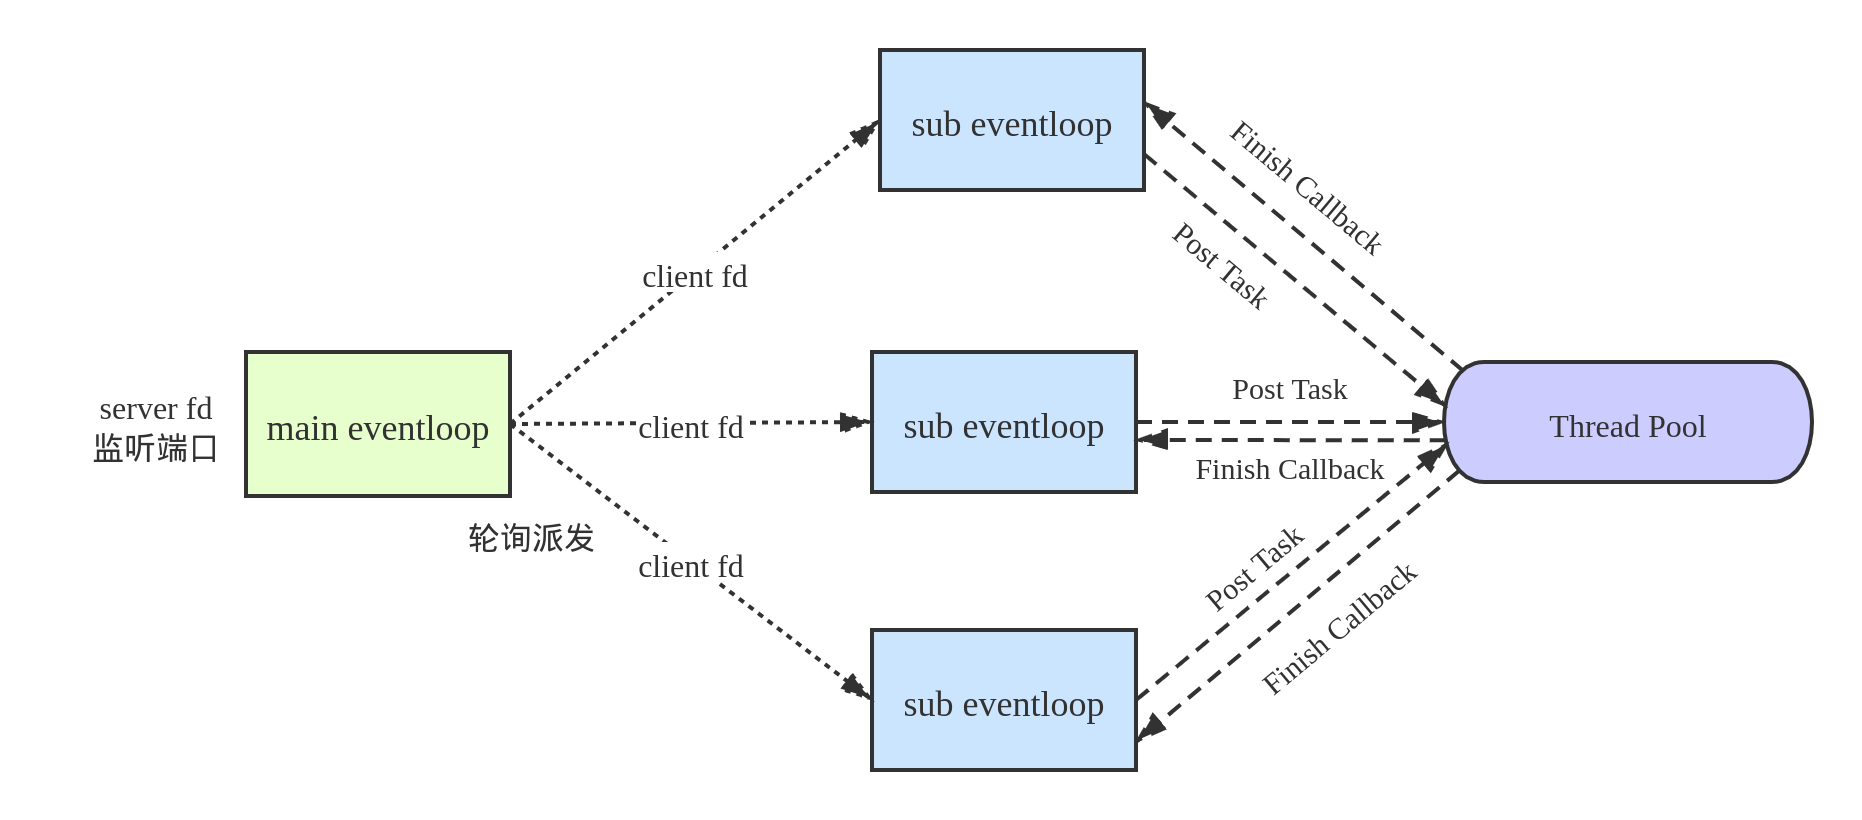 server fd
监听端口
main eventloop
轮询派发
client fd
client fd
client fd
sub eventloop
sub eventloop
sub eventloop
Finish Callback
Post Task
Post Task
Finish Callback
Post Task
Finish Callback
Thread Pool